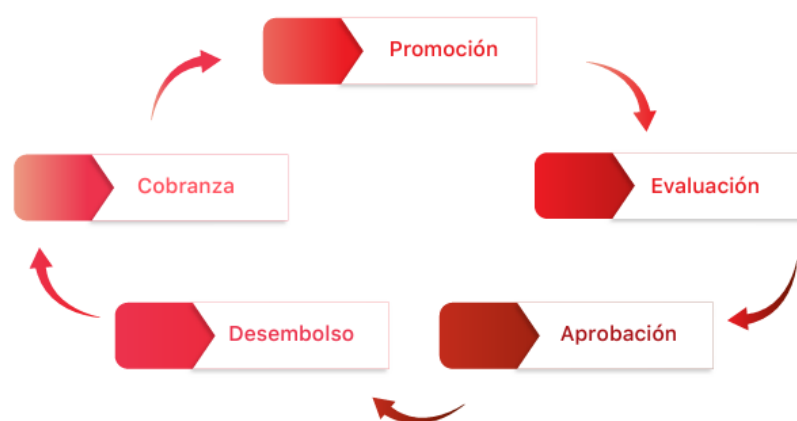 Promoción
Evaluación
Aprobación
Desembolso
Cobranza